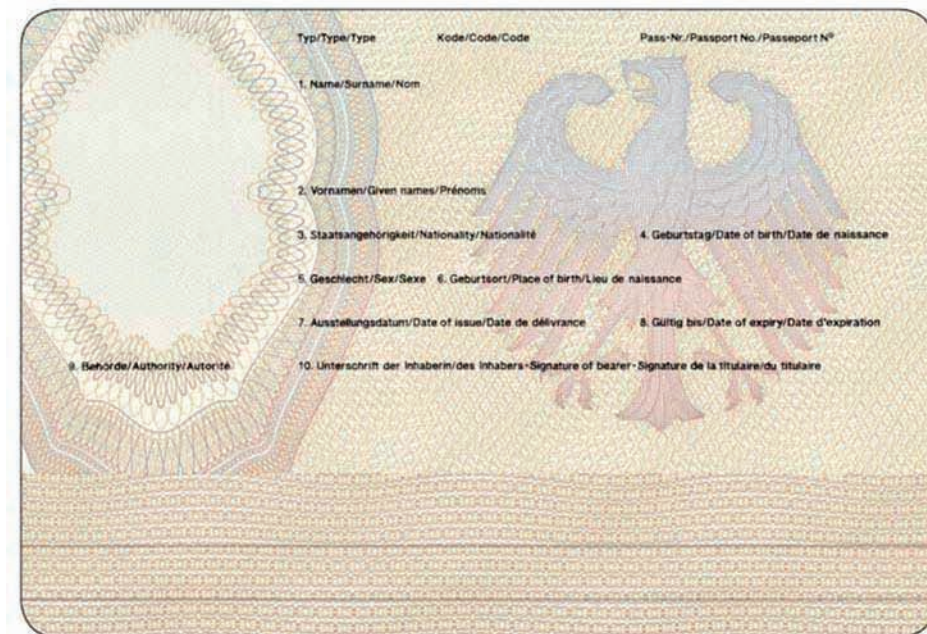 Typ/Type/Type Kode/Code/Code Pass-Nr./Passport No./Passeport Nº
1. Name/Surname/Nom
2. Vornamen/Given names/Prénoms
3. Staatsangehörigkeit/Nationality/Nationalité 4. Geburtstag/Date of birth/Date de naissance
5. Geschlecht/Sex/Sexe 6. Geburtsort/Place of birth/Lieu de naissance
7. Ausstellungsdatum/Date of issue/Date de délivrance 8. Gültig bis/Date of expiry/Date d'expiration
9. Behörde/Authority/Autorité 10. Unterschrift der Inhaberin/des Inhabers-Signature of bearer-Signature de la titulaire/du titulaire